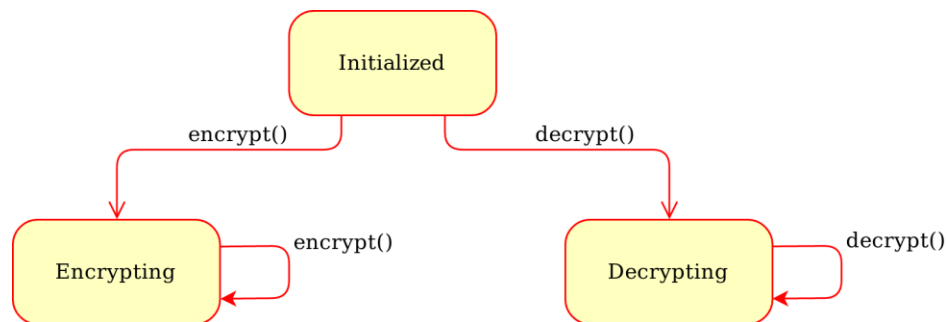 Initialized
encrypt()
decrypt()
encrypt()
decrypt()
Encrypting
Decrypting